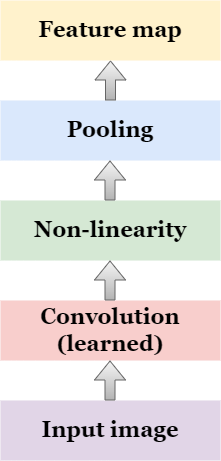 Feature map
Pooling
Non-linearity
Convolution
(learned)
Input image